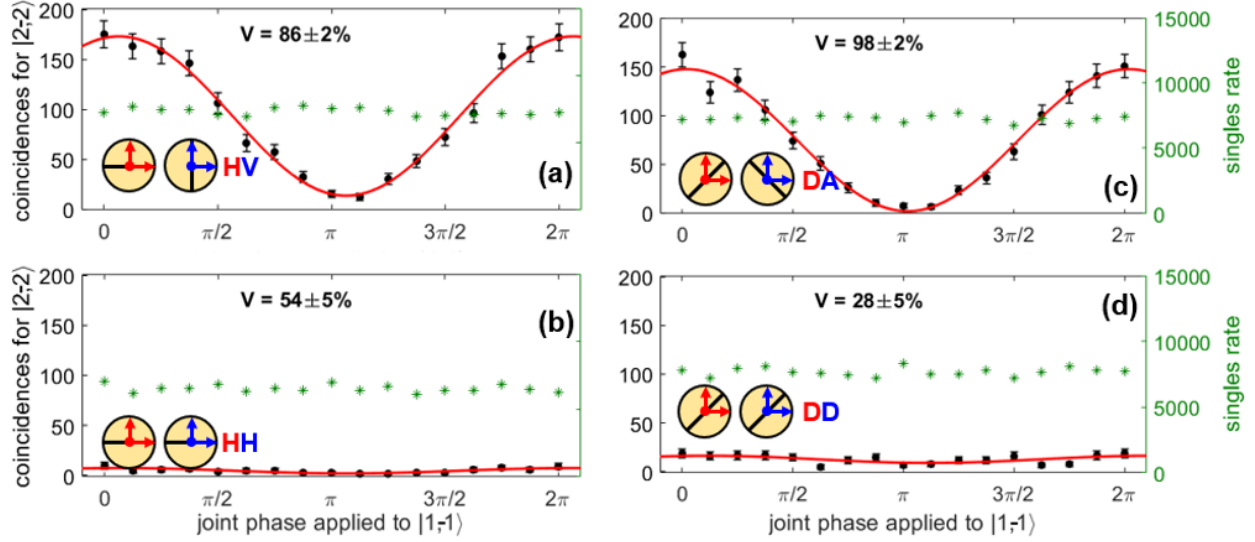 coincidences for |2,-2⟩
200
150
100
50
0
V = 86±2%
HV
(a)
0
π/2
π
3π/2
2π
200
150
100
50
0
V = 98±2%
DA
(c)
15000
10000
5000
0
singles rate
0
π/2
π
3π/2
2π
coincidences for |2,-2⟩
200
150
100
50
0
V = 54±5%
HH
(b)
0
π/2
π
3π/2
2π
joint phase applied to |1,-1⟩
200
150
100
50
0
V = 28±5%
DD
(d)
15000
10000
5000
0
singles rate
0
π/2
π
3π/2
2π
joint phase applied to |1,-1⟩